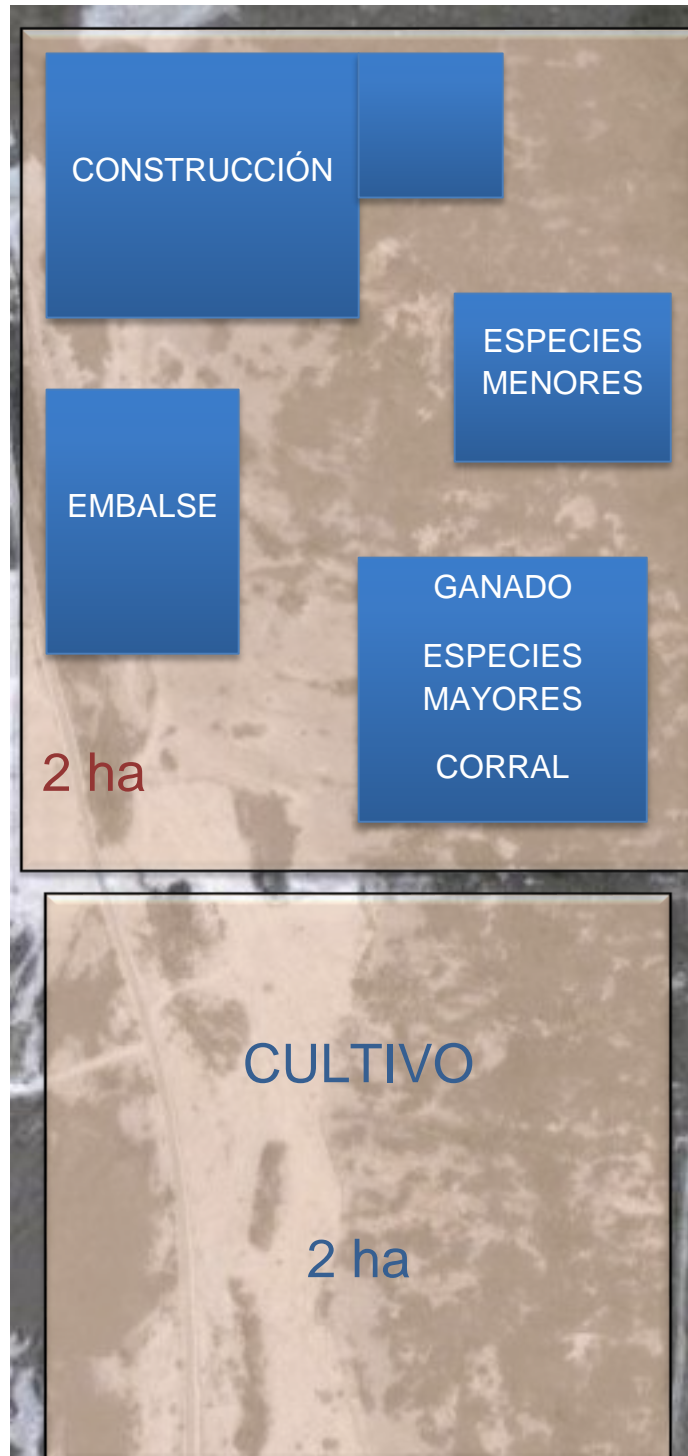 CONSTRUCCIÓN
ESPECIES
MENORES
EMBALSE
GANADO
ESPECIES
MAYORES
CORRAL
2 ha
CULTIVO
2 ha